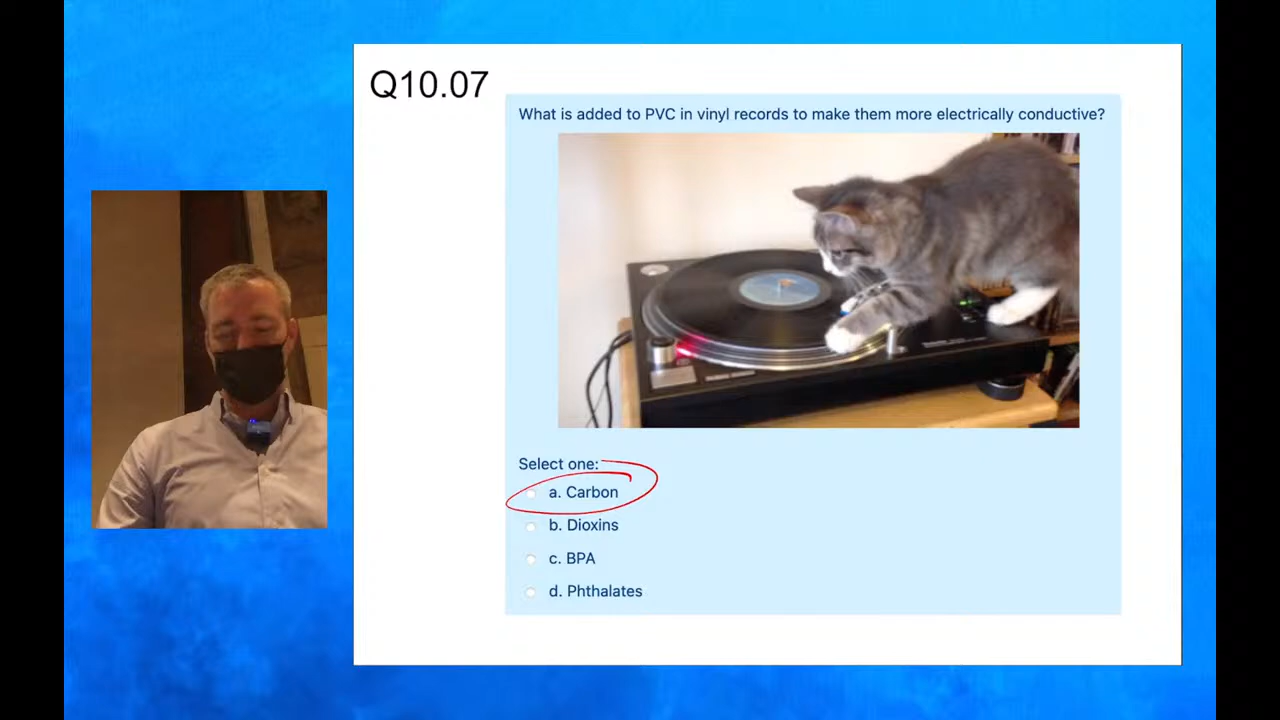 Q10.07
What is added to PVC in vinyl records to make them more electrically conductive?
Select one:
a. Carbon
b. Dioxins
c. BPA
d. Phthalates